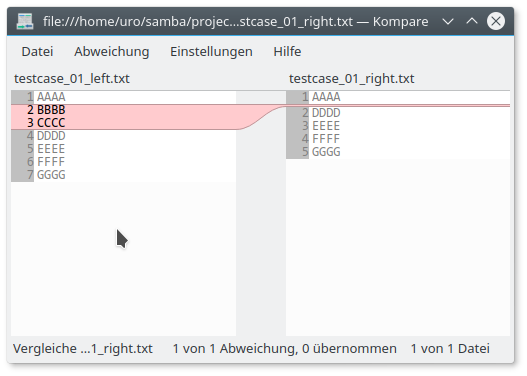 file:///home/uro/samba/projec...stcase_01_right.txt — Kompare
Datei Abweichung Einstellungen Hilfe
testcase_01_left.txt
1 AAAA
2 BBBB
3 CCCC
4 DDDD
5 EEEE
6 FFFF
7 GGGG
testcase_01_right.txt
1 AAAA
2 DDDD
3 EEEE
4 FFFF
5 GGGG
Vergleiche ...1_right.txt 1 von 1 Abweichung, 0 übernommen 1 von 1 Datei